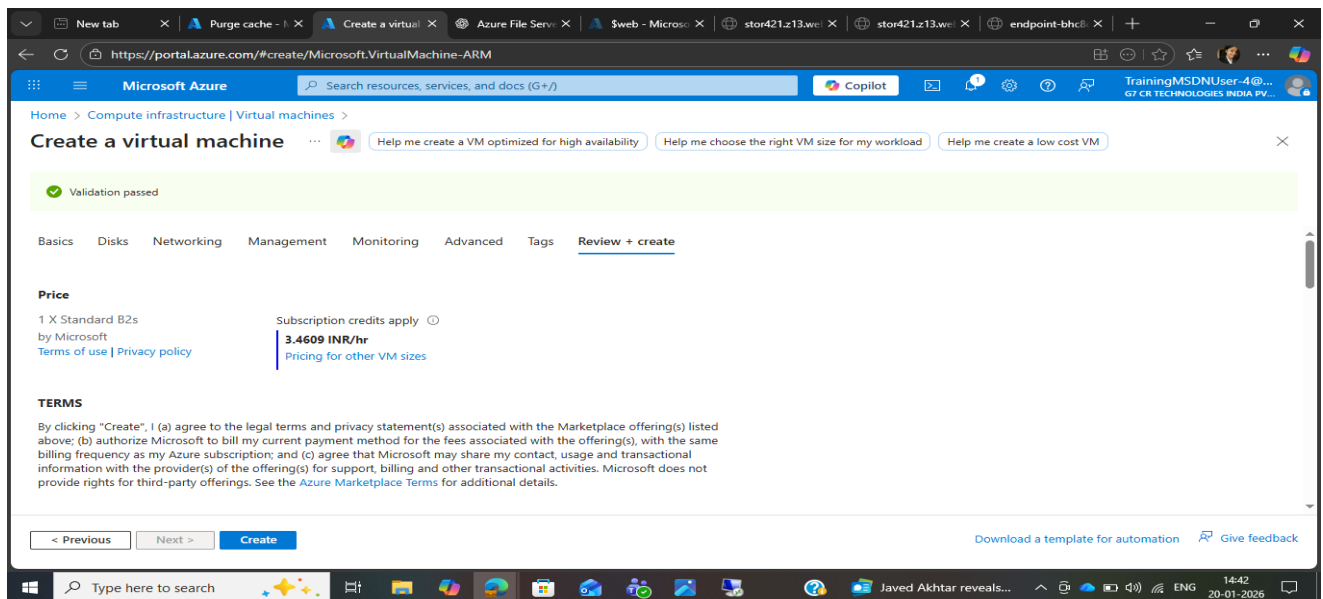 New tab
Purge cache - N
Create a virtual
Azure File Serve
$web - Microso
stor421.z13.wel
stor421.z13.wel
endpoint-bhc8
https://portal.azure.com/#create/Microsoft.VirtualMachine-ARM
Microsoft Azure
Search resources, services, and docs (G+/)
Copilot
1
TrainingMSDNUser-4@...
G7 CR TECHNOLOGIES INDIA PV...
Home > Compute infrastructure | Virtual machines >
Create a virtual machine ...
Help me create a VM optimized for high availability
Help me choose the right VM size for my workload
Help me create a low cost VM
Validation passed
Basics Disks Networking Management Monitoring Advanced Tags Review + create
Price
1 X Standard B2s
by Microsoft
Terms of use | Privacy policy
Subscription credits apply
3.4609 INR/hr
Pricing for other VM sizes
TERMS
By clicking "Create", I (a) agree to the legal terms and privacy statement(s) associated with the Marketplace offering(s) listed
above; (b) authorize Microsoft to bill my current payment method for the fees associated with the offering(s), with the same
billing frequency as my Azure subscription; and (c) agree that Microsoft may share my contact, usage and transactional
information with the provider(s) of the offering(s) for support, billing and other transactional activities. Microsoft does not
provide rights for third-party offerings. See the Azure Marketplace Terms for additional details.
< Previous
Next >
Create
Download a template for automation
Give feedback
Type here to search
Javed Akhtar reveals...
ENG
14:42
20-01-2026